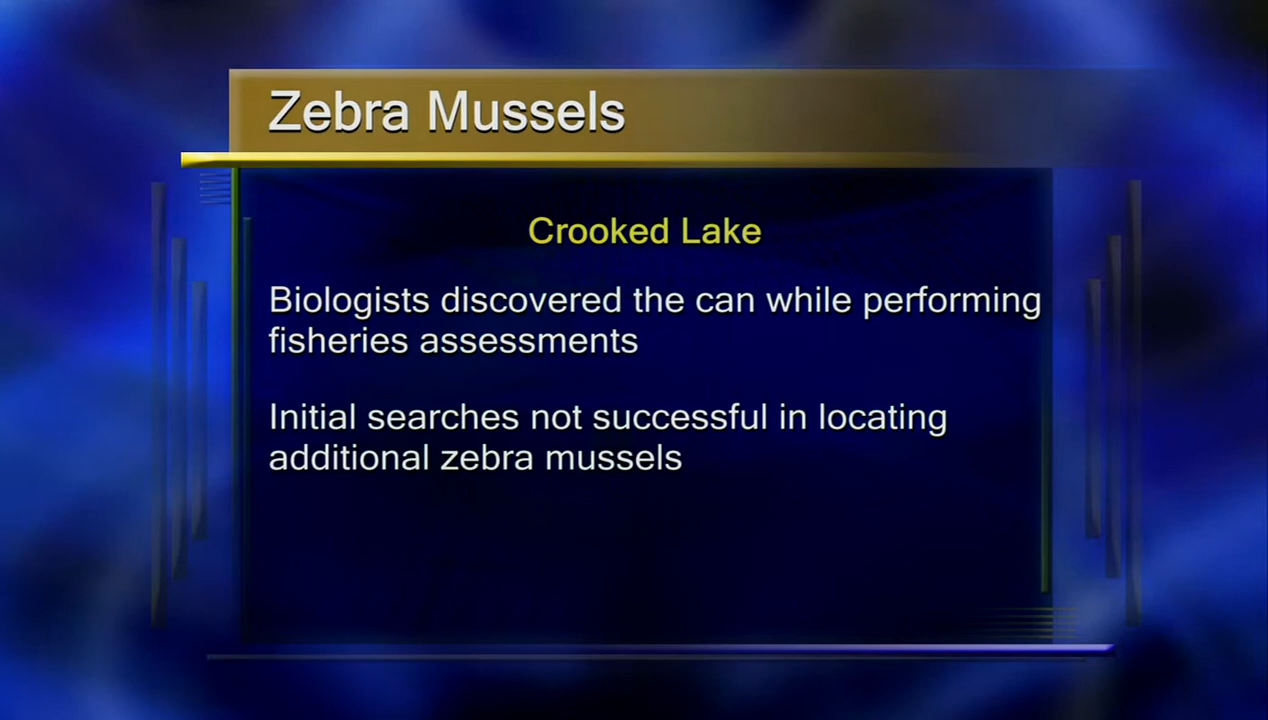 Zebra Mussels
Crooked Lake
Biologists discovered the can while performing
fisheries assessments
Initial searches not successful in locating
additional zebra mussels